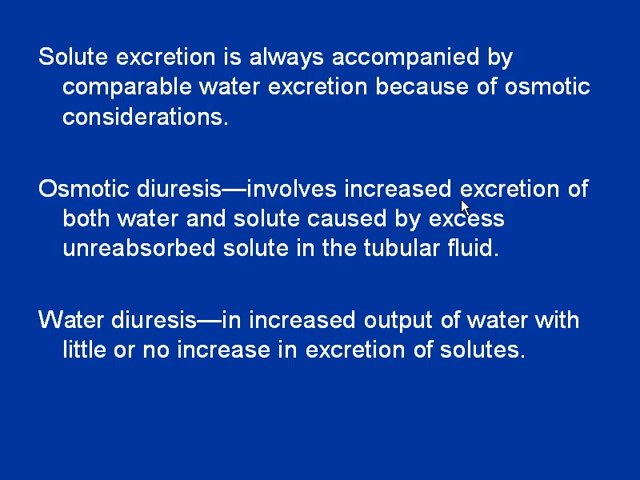 Solute excretion is always accompanied by
comparable water excretion because of osmotic
considerations.
Osmotic diuresis—involves increased excretion of
both water and solute caused by excess
unreabsorbed solute in the tubular fluid.
Water diuresis—in increased output of water with
little or no increase in excretion of solutes.